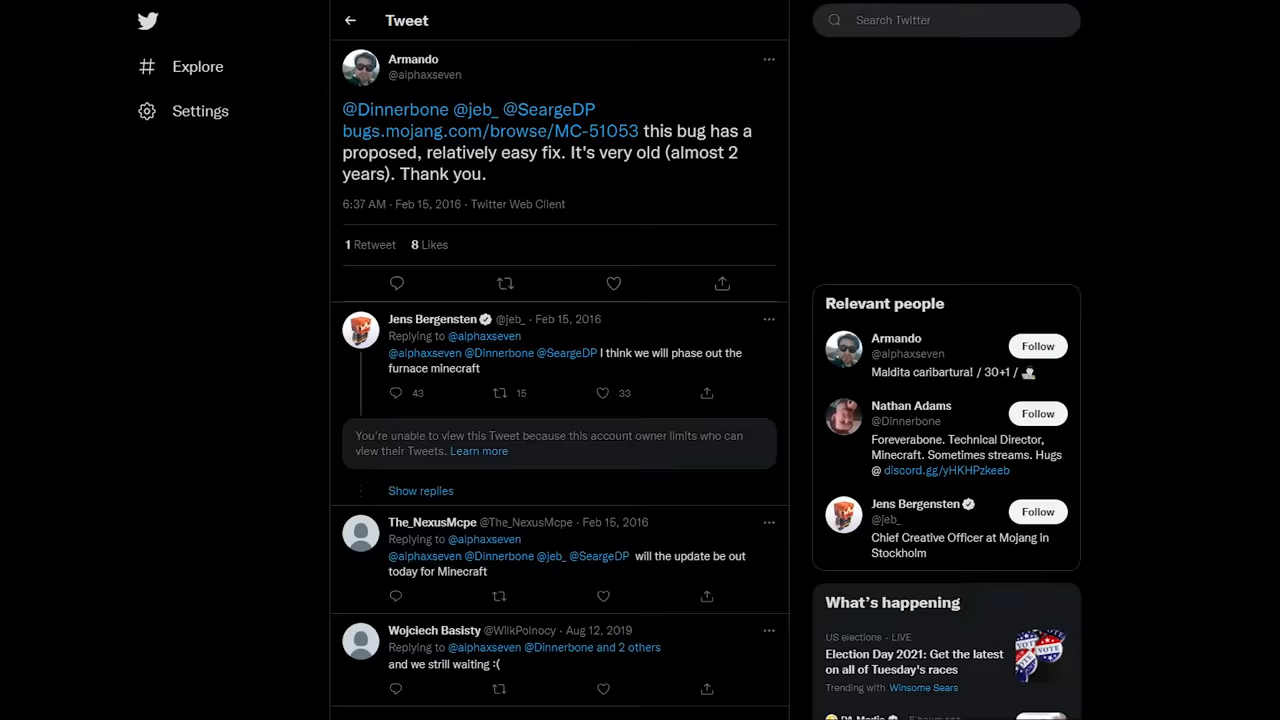 Tweet
Search Twitter
Explore
Settings
Armando
@alphaxseven
@Dinnerbone @jeb_ @SeargeDP
bugs.mojang.com/browse/MC-51053 this bug has a
proposed, relatively easy fix. It's very old (almost 2
years). Thank you.
6:37 AM · Feb 15, 2016 · Twitter Web Client
1 Retweet 8 Likes
Jens Bergensten @jeb_ · Feb 15, 2016
Replying to @alphaxseven
@alphaxseven @Dinnerbone @SeargeDP I think we will phase out the
furnace minecraft
43 15 33
You're unable to view this Tweet because this account owner limits who can
view their Tweets. Learn more
Show replies
The_NexusMcpe @The_NexusMcpe · Feb 15, 2016
Replying to @alphaxseven
@alphaxseven @Dinnerbone @jeb_ @SeargeDP will the update be out
today for Minecraft
Wojciech Basisty @WilkPolnocy · Aug 12, 2019
Replying to @alphaxseven @Dinnerbone and 2 others
and we strill waiting :(
Relevant people
Armando
@alphaxseven
Follow
Maldita caribartura! / 30+1 /
Nathan Adams
@Dinnerbone
Follow
Foreverabone. Technical Director,
Minecraft. Sometimes streams. Hugs
@ discord.gg/yHKHPzkeeb
Jens Bergensten
@jeb_
Follow
Chief Creative Officer at Mojang in
Stockholm
What's happening
US elections · LIVE
Election Day 2021: Get the latest
on all of Tuesday's races
Trending with Winsome Sears